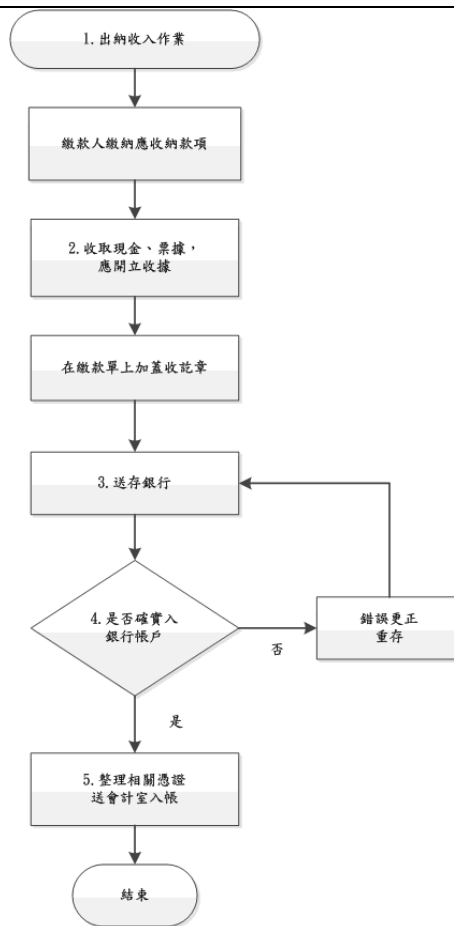 1.出納收入作業
繳款人繳納應收納款項
2.收取現金、票據，
應開立收據
在繳款單上加蓋收訖章
3.送存銀行
4.是否確實入
銀行帳戶
否
錯誤更正
重存
是
5.整理相關憑證
送會計室入帳
結束